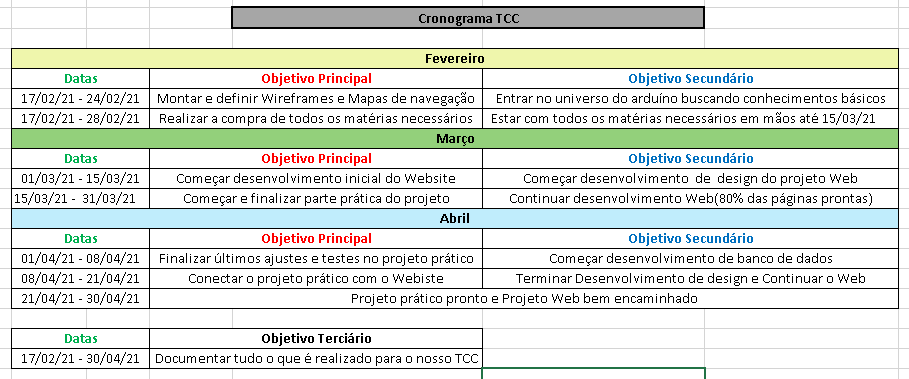 Cronograma TCC
Fevereiro
Datas Objetivo Principal Objetivo Secundário
17/02/21 - 24/02/21 Montar e definir Wireframes e Mapas de navegação Entrar no universo do arduíno buscando conhecimentos básicos
17/02/21 - 28/02/21 Realizar a compra de todos os matérias necessários Estar com todos os matérias necessários em mãos até 15/03/21
Março
Datas Objetivo Principal Objetivo Secundário
01/03/21 - 15/03/21 Começar desenvolvimento inicial do Website Começar desenvolvimento de design do projeto Web
15/03/21 - 31/03/21 Começar e finalizar parte prática do projeto Continuar desenvolvimento Web(80% das páginas prontas)
Abril
Datas Objetivo Principal Objetivo Secundário
01/04/21 - 08/04/21 Finalizar últimos ajustes e testes no projeto prático Começar desenvolvimento de banco de dados
08/04/21 - 21/04/21 Conectar o projeto prático com o Webiste Terminar Desenvolvimento de design e Continuar o Web
21/04/21 - 30/04/21 Projeto prático pronto e Projeto Web bem encaminhado
Datas Objetivo Terciário
17/02/21 - 30/04/21 Documentar tudo o que é realizado para o nosso TCC